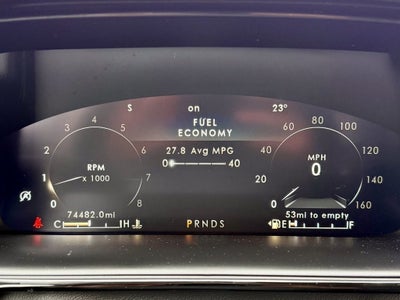 S on 23°
FUEL
ECONOMY
27.8 Avg MPG
0 40
0 1 2 3 4 5 6 7 8
RPM
x 1000
0 20 40 60 80 100 120 140 160
MPH
0
74482.0mi
53mi to empty
C H
PRNDS
E F